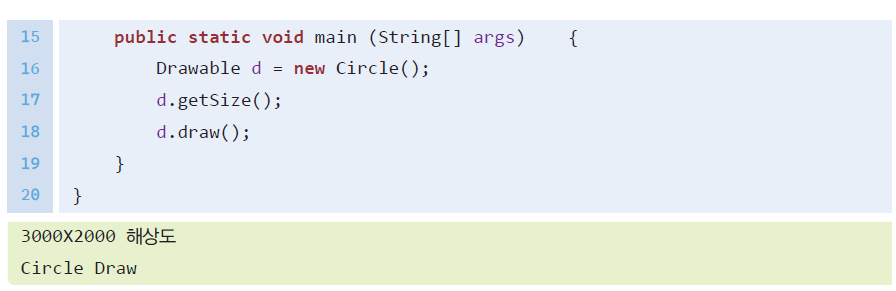 15 public static void main (String[] args) {
16 Drawable d = new Circle();
17 d.getSize();
18 d.draw();
19 }
20 }
3000X2000 해상도
Circle Draw